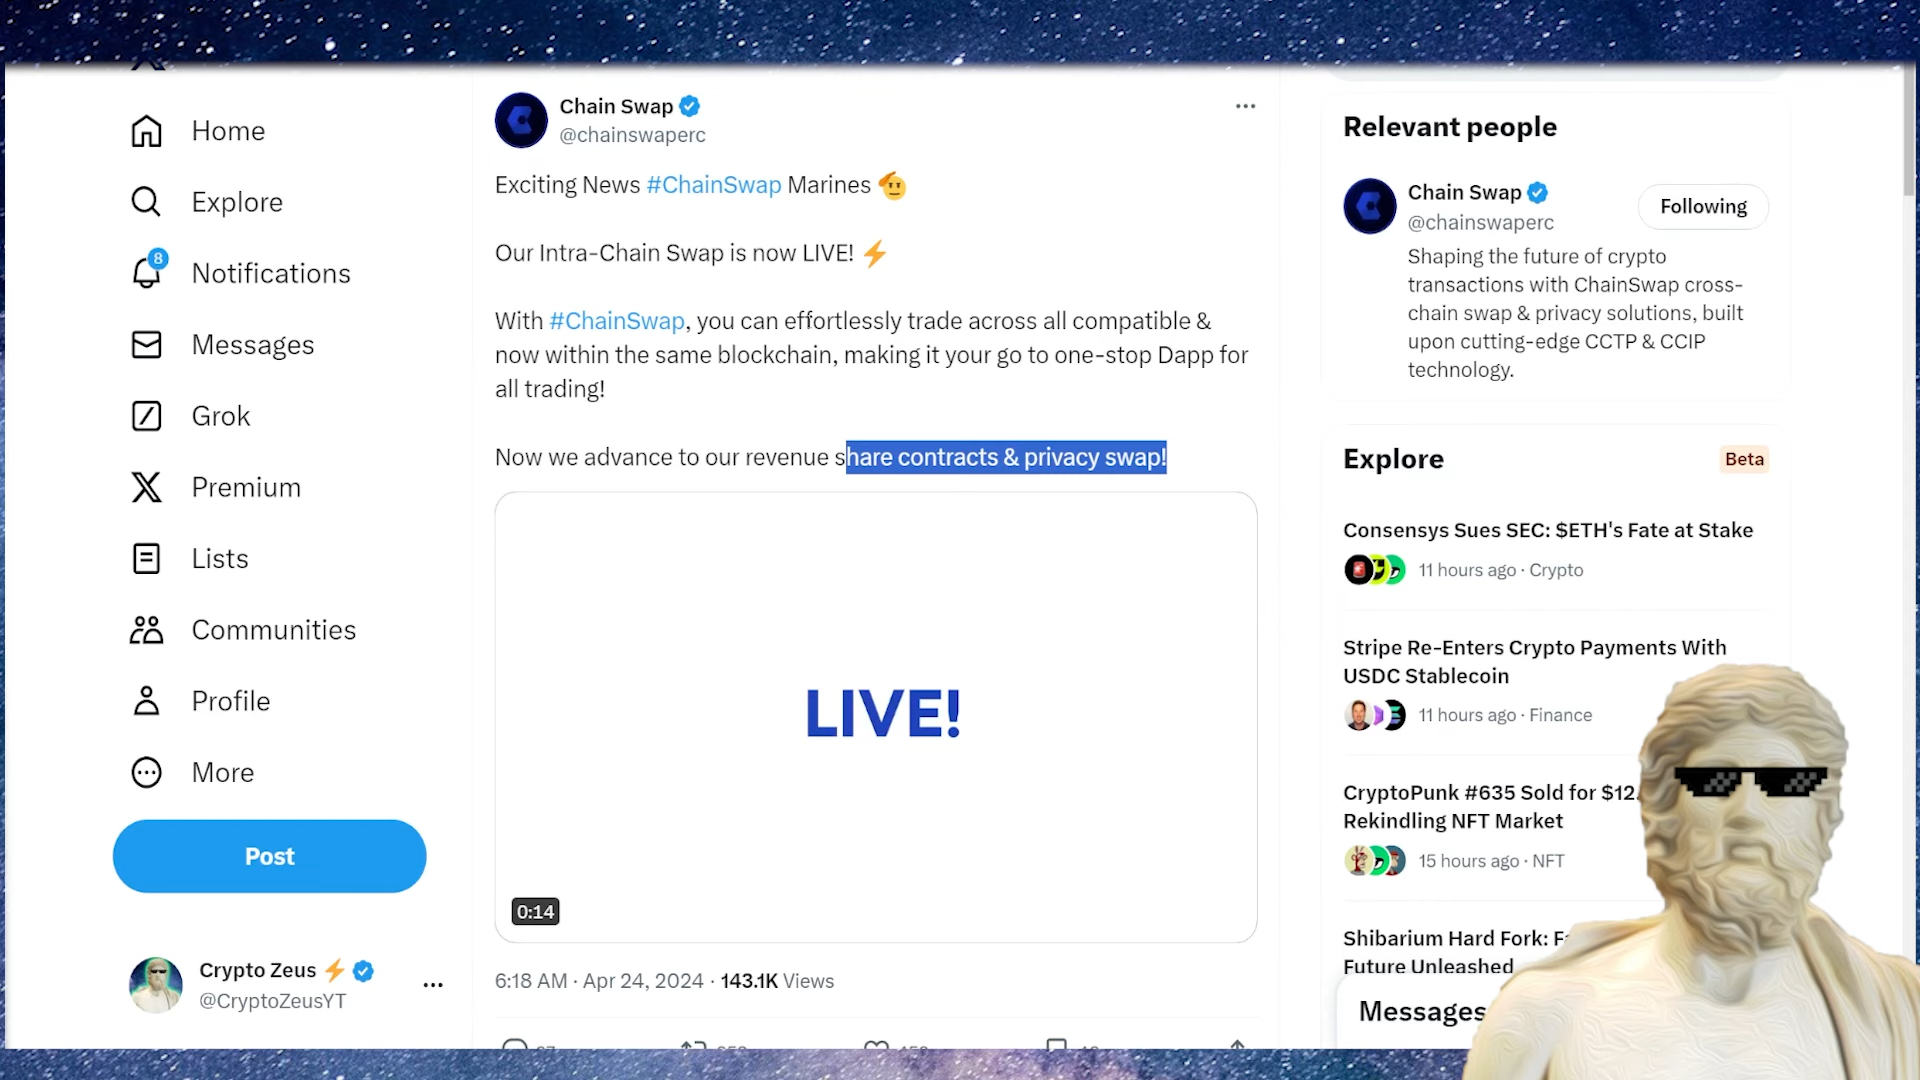 Home
Explore
8
Notifications
Messages
Grok
Premium
Lists
Communities
Profile
More
Post
Crypto Zeus
@CryptoZeusYT
Chain Swap
@chainswaperc
Exciting News #ChainSwap Marines
Our Intra-Chain Swap is now LIVE!
With #ChainSwap, you can effortlessly trade across all compatible &
now within the same blockchain, making it your go to one-stop Dapp for
all trading!
Now we advance to our revenue share contracts & privacy swap!
LIVE!
0:14
6:18 AM · Apr 24, 2024 · 143.1K Views
Relevant people
Chain Swap
@chainswaperc
Following
Shaping the future of crypto
transactions with ChainSwap cross-
chain swap & privacy solutions, built
upon cutting-edge CCTP & CCIP
technology.
Explore
Beta
Consensys Sues SEC: $ETH's Fate at Stake
11 hours ago · Crypto
Stripe Re-Enters Crypto Payments With
USDC Stablecoin
11 hours ago · Finance
CryptoPunk #635 Sold for $12
Rekindling NFT Market
15 hours ago · NFT
Shibarium Hard Fork:
Future Unleashed
Messages